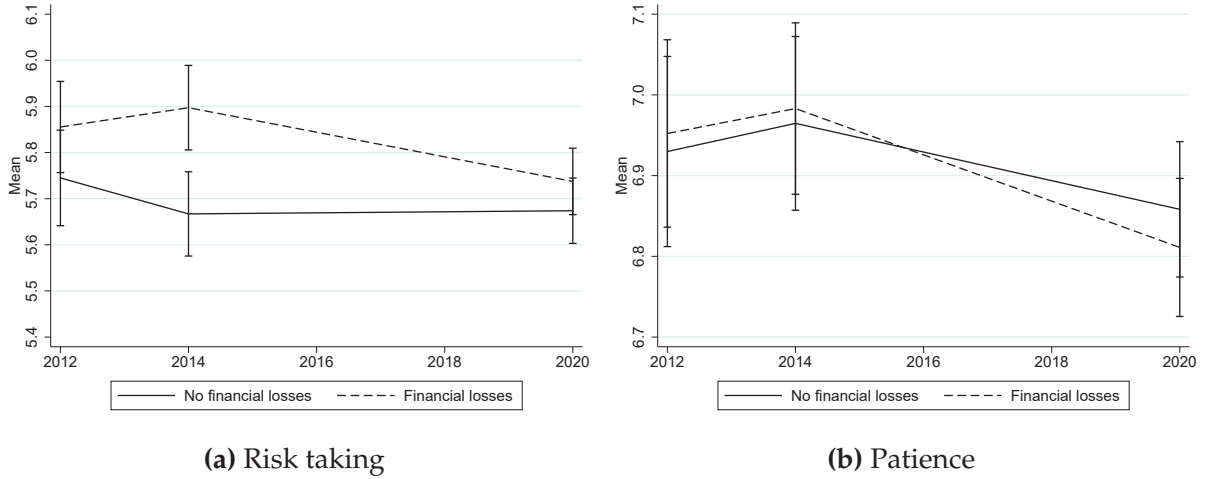 6.1
6.0
5.9
5.8
5.7
5.6
5.5
5.4
Mean
2012 2014 2016 2018 2020
No financial losses Financial losses
(a) Risk taking
7.1
7.0
6.9
6.8
6.7
Mean
2012 2014 2016 2018 2020
No financial losses Financial losses
(b) Patience